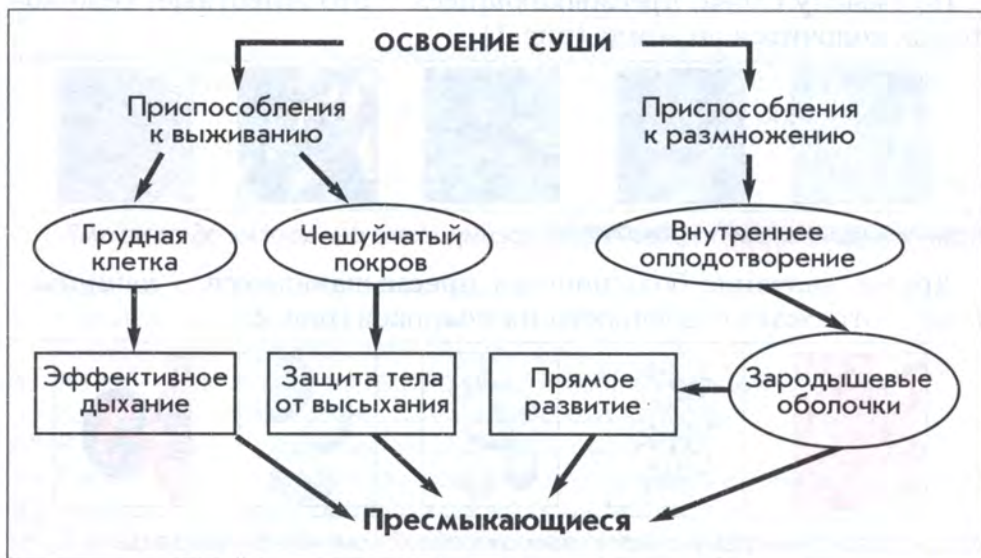 ОСВОЕНИЕ СУШИ
Приспособления
к выживанию
Приспособления
к размножению
Грудная
клетка
Чешуйчатый
покров
Внутреннее
оплодотворение
Эффективное
дыхание
Защита тела
от высыхания
Прямое
развитие
Зародышевые
оболочки
Пресмыкающиеся